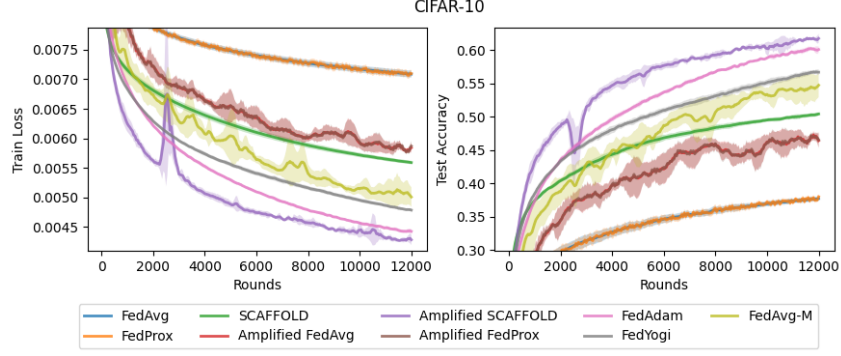 CIFAR-10
0.0075
0.0070
0.0065
0.0060
0.0055
0.0050
0.0045
Train Loss
0 2000 4000 6000 8000 10000 12000
Rounds
0.60
0.55
0.50
0.45
0.40
0.35
0.30
Test Accuracy
0 2000 4000 6000 8000 10000 12000
Rounds
FedAvg SCAFFOLD Amplified SCAFFOLD FedAdam FedAvg-M
FedProx Amplified FedAvg Amplified FedProx FedYogi